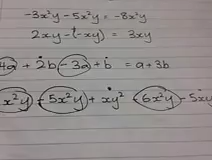 -3x²y - 5x²y = -8x²y
2xy - (-xy) = 3xy
4a + 2b - 3a + b = a + 3b
x²y - 5x²y + xy² - 6x²y - 5xy